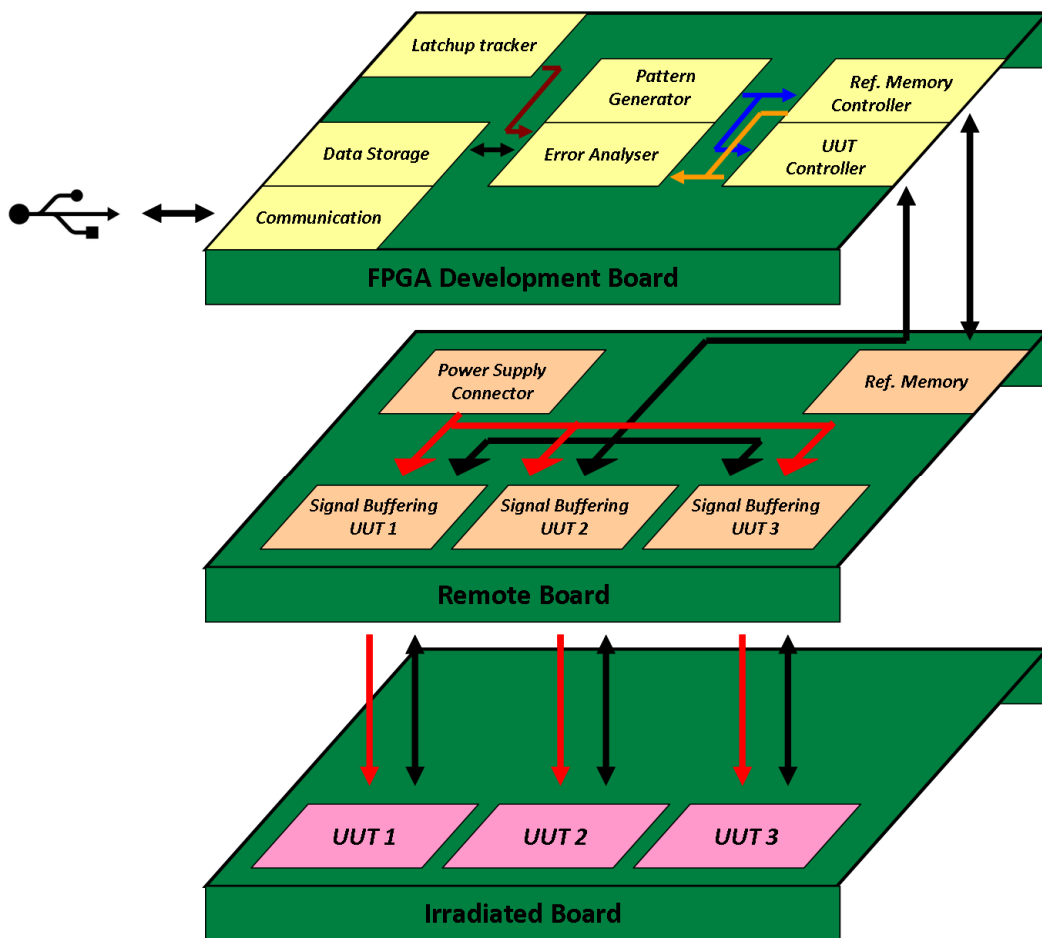 Latchup tracker
Pattern
Generator
Ref. Memory
Controller
Data Storage
Error Analyser
UUT
Controller
Communication
FPGA Development Board
Power Supply
Connector
Ref. Memory
Signal Buffering
UUT 1
Signal Buffering
UUT 2
Signal Buffering
UUT 3
Remote Board
UUT 1
UUT 2
UUT 3
Irradiated Board